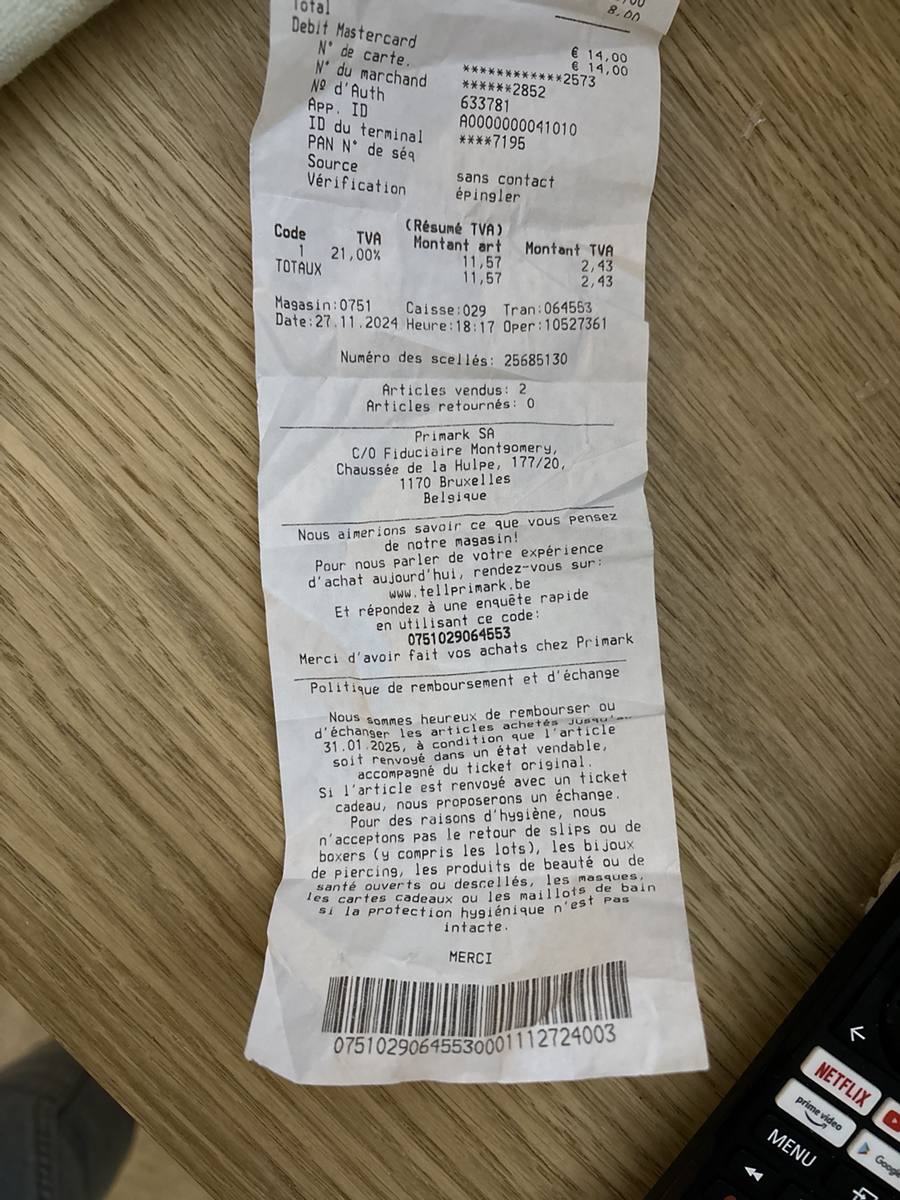 8,00
Total € 14,00
Debit Mastercard € 14,00
N° de carte. ************2573
N° du marchand ******2852
Nº d'Auth 633781
App. ID A0000000041010
ID du terminal ****7195
PAN N° de séq
Source sans contact
Vérification épingler
(Résumé TVA)
Code TVA Montant art Montant TVA
1 21,00% 11,57 2,43
TOTAUX 11,57 2,43
Magasin:0751 Caisse:029 Tran:064553
Date:27.11.2024 Heure:18:17 Oper:10527361
Numéro des scellés: 25685130
Articles vendus: 2
Articles retournés: 0
Primark SA
C/O Fiduciaire Montgomery,
Chaussée de la Hulpe, 177/20,
1170 Bruxelles
Belgique
Nous aimerions savoir ce que vous pensez
de notre magasin!
Pour nous parler de votre expérience
d'achat aujourd'hui, rendez-vous sur:
www.tellprimark.be
Et répondez à une enquête rapide
en utilisant ce code:
0751029064553
Merci d'avoir fait vos achats chez Primark
Politique de remboursement et d'échange
Nous sommes heureux de rembourser ou
d'échanger les articles achetés jusqu'au
31.01.2025, à condition que l'article
soit renvoyé dans un état vendable,
accompagné du ticket original.
Si l'article est renvoyé avec un ticket
cadeau, nous proposerons un échange.
Pour des raisons d'hygiène, nous
n'acceptons pas le retour de slips ou de
boxers (y compris les lots), les bijoux
de piercing, les produits de beauté ou de
santé ouverts ou descellés, les masques,
les cartes cadeaux ou les maillots de bain
si la protection hygiénique n'est pas
intacte.
MERCI
07510290645530001112724003
NETFLIX
prime video
MENU